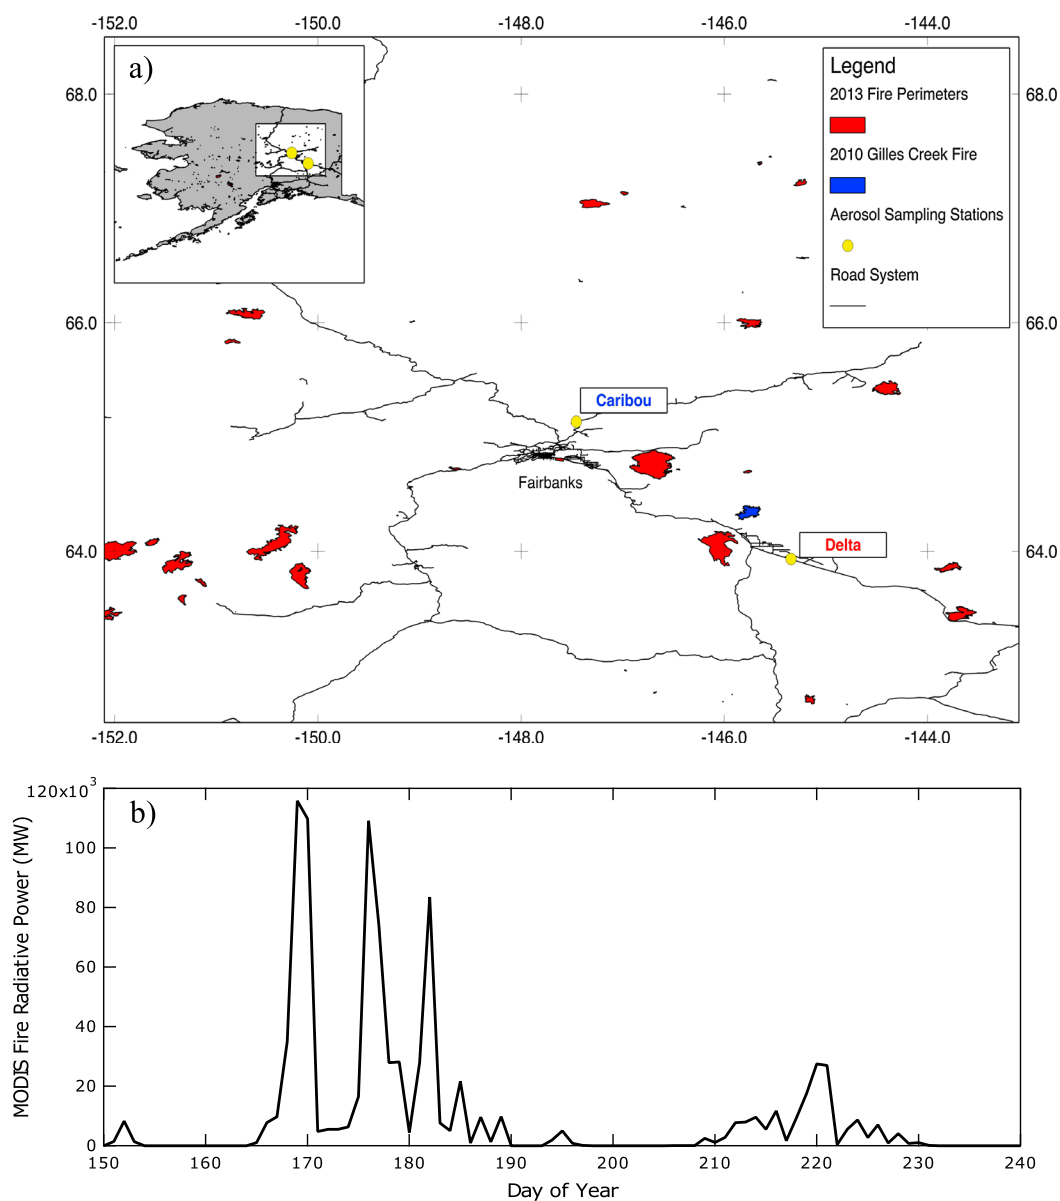 -152.0 -150.0 -148.0 -146.0 -144.0
a)
Legend
2013 Fire Perimeters
2010 Gilles Creek Fire
Aerosol Sampling Stations
Road System
68.0 68.0
66.0 66.0
Caribou
Fairbanks
Delta
64.0 64.0
-152.0 -150.0 -148.0 -146.0 -144.0
b)
120x10³
100
80
60
40
20
0
MODIS Fire Radiative Power (MW)
150 160 170 180 190 200 210 220 230 240
Day of Year